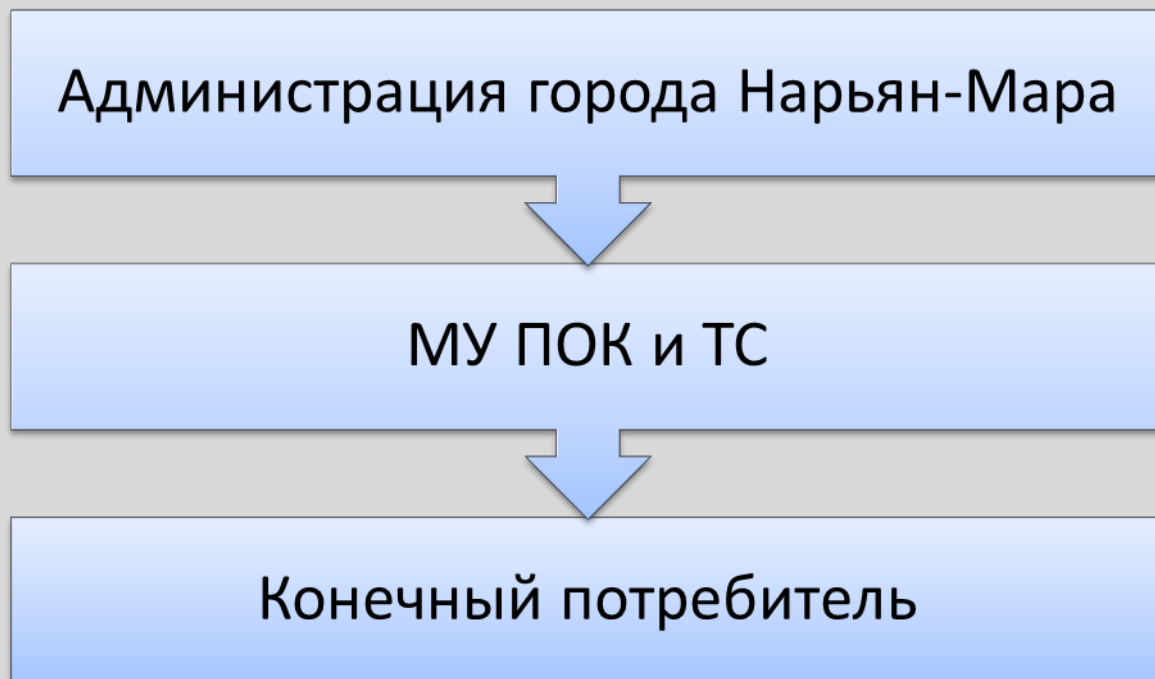 Администрация города Нарьян-Мара
МУ ПОК и ТС
Конечный потребитель